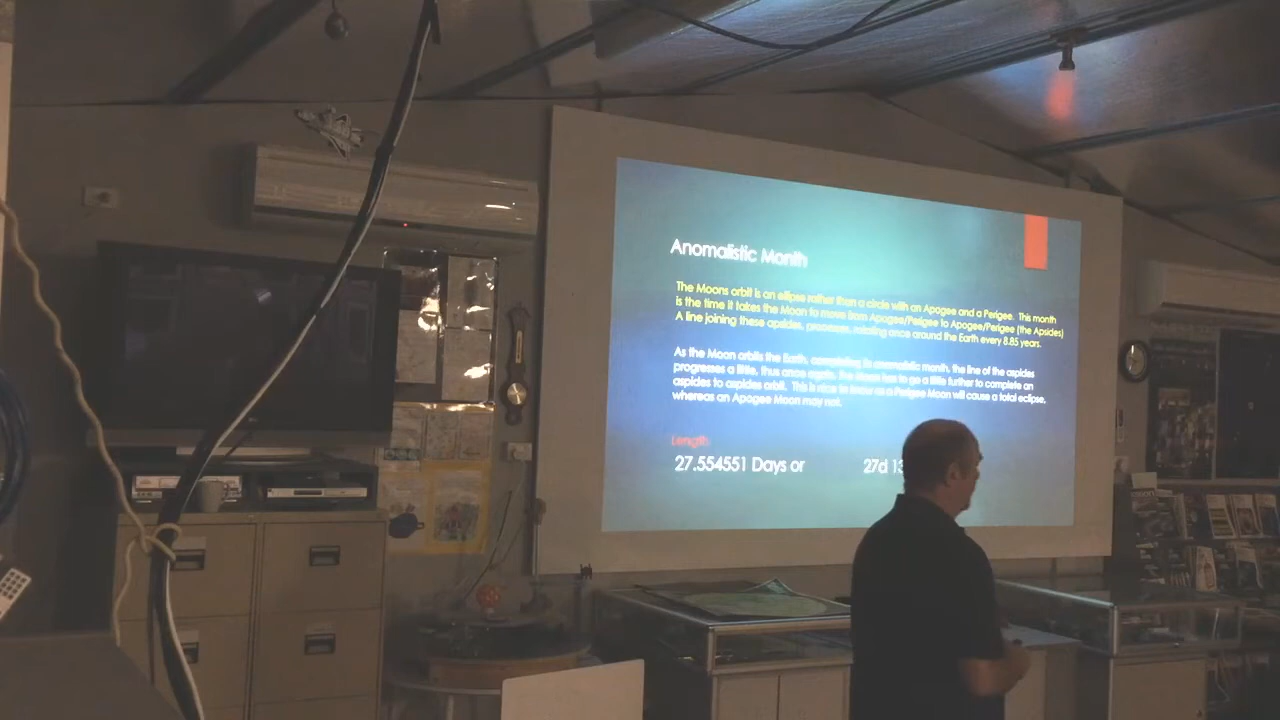 Anomalistic Month
The Moons orbit is an ellipse rather than a circle with an Apogee and a Perigee. This month
is the time it takes the Moon to move from Apogee/Perigee to Apogee/Perigee (the Apsides)
A line joining these apsides, processes, rotating once around the Earth every 8.85 years.
As the Moon orbits the Earth, completing its anomalistic month, the line of the aspides
progresses a little, thus once again, the Moon has to go a little further to complete an
aspides to aspides orbit. This is nice to know as a Perigee Moon will cause a total eclipse,
whereas an Apogee Moon may not.
Length
27.554551 Days or 27d 13